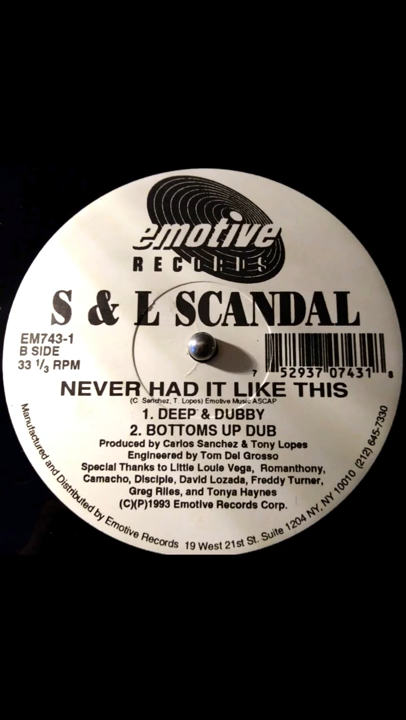 emotive
RECORDS
S & L SCANDAL
EM743-1
B SIDE
33 1/3 RPM
7 52937 07431 8
NEVER HAD IT LIKE THIS
(C. Sanchez, T. Lopes) Emotive Music ASCAP
1. DEEP & DUBBY
2. BOTTOMS UP DUB
Produced by Carlos Sanchez & Tony Lopes
Engineered by Tom Del Grosso
Special Thanks to Little Louie Vega, Romanthony,
Camacho, Disciple, David Lozada, Freddy Turner,
Greg Riles, and Tonya Haynes
(C)(P)1993 Emotive Records Corp.
Manufactured and Distributed by Emotive Records 19 West 21st St. Suite 1204 NY, NY 10010 (212) 645-7330